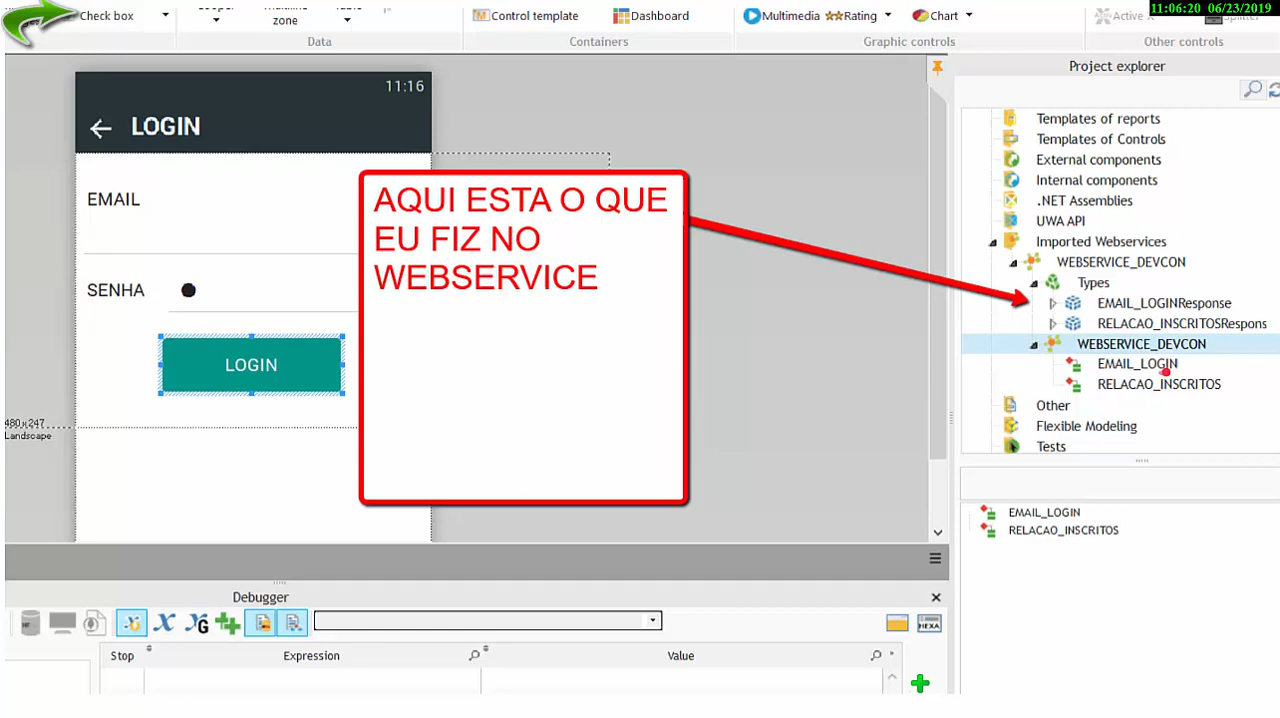 11:06:20 06/23/2019
Check box
zone
Control template
Dashboard
Multimedia
Rating
Chart
Active X
Splitter
Data
Containers
Graphic controls
Other controls
11:16
LOGIN
EMAIL
SENHA
LOGIN
480x247
Landscape
AQUI ESTA O QUE
EU FIZ NO
WEBSERVICE
Project explorer
Templates of reports
Templates of Controls
External components
Internal components
.NET Assemblies
UWA API
Imported Webservices
WEBSERVICE_DEVCON
Types
EMAIL_LOGINResponse
RELACAO_INSCRITOSRespons
WEBSERVICE_DEVCON
EMAIL_LOGIN
RELACAO_INSCRITOS
Other
Flexible Modeling
Tests
EMAIL_LOGIN
RELACAO_INSCRITOS
Debugger
HEXA
Stop
Expression
Value